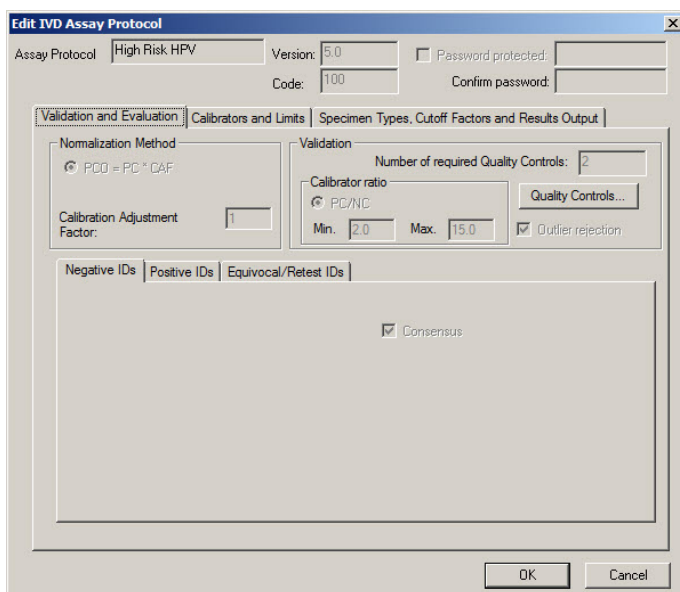 Edit IVD Assay Protocol
Assay Protocol High Risk HPV Version: 5.0 Password protected:
Code: 100 Confirm password:
Validation and Evaluation Calibrators and Limits Specimen Types, Cutoff Factors and Results Output
Normalization Method Validation
PCO = PC * CAF Number of required Quality Controls: 2
Calibrator ratio
PC/NC Quality Controls...
Calibration Adjustment Factor: 1 Min. 2.0 Max. 15.0 Outlier rejection
Negative IDs Positive IDs Equivocal/Retest IDs
Consensus
OK Cancel